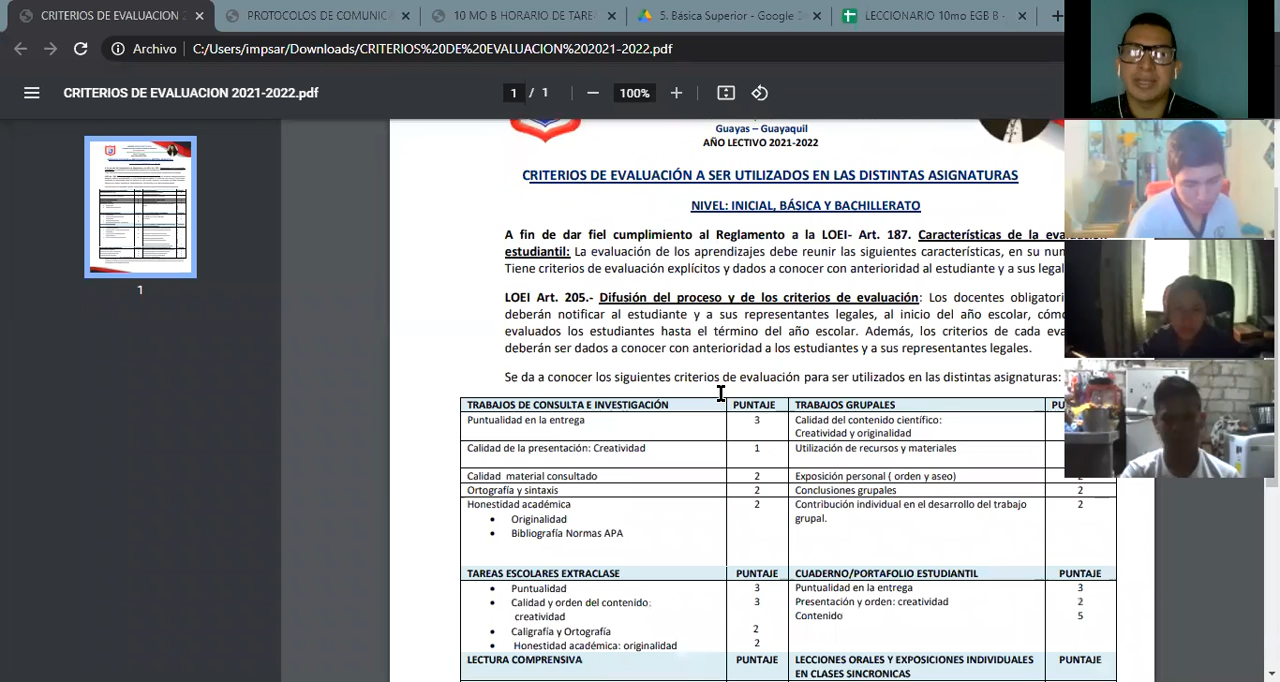 CRITERIOS DE EVALUACION 2
PROTOCOLOS DE COMUNIC
10 MO B HORARIO DE TARE
5. Básica Superior - Google
LECCIONARIO 10mo EGB B -
Archivo C:/Users/impsar/Downloads/CRITERIOS%20DE%20EVALUACION%202021-2022.pdf
CRITERIOS DE EVALUACION 2021-2022.pdf
1 / 1
100%
1
Guayas – Guayaquil
AÑO LECTIVO 2021-2022
CRITERIOS DE EVALUACIÓN A SER UTILIZADOS EN LAS DISTINTAS ASIGNATURAS
NIVEL: INICIAL, BÁSICA Y BACHILLERATO
A fin de dar fiel cumplimiento al Reglamento a la LOEI- Art. 187. Características de la eva
estudiantil: La evaluación de los aprendizajes debe reunir las siguientes características, en su nun
Tiene criterios de evaluación explícitos y dados a conocer con anterioridad al estudiante y a sus legal
LOEI Art. 205.- Difusión del proceso y de los criterios de evaluación: Los docentes obligatori
deberán notificar al estudiante y a sus representantes legales, al inicio del año escolar, cómo
evaluados los estudiantes hasta el término del año escolar. Además, los criterios de cada eva
deberán ser dados a conocer con anterioridad a los estudiantes y a sus representantes legales.
Se da a conocer los siguientes criterios de evaluación para ser utilizados en las distintas asignaturas:
TRABAJOS DE CONSULTA E INVESTIGACIÓN PUNTAJE TRABAJOS GRUPALES PU
Puntualidad en la entrega 3 Calidad del contenido científico:
Creatividad y originalidad
Calidad de la presentación: Creatividad 1 Utilización de recursos y materiales
Calidad material consultado 2 Exposición personal ( orden y aseo) 2
Ortografía y sintaxis 2 Conclusiones grupales 2
Honestidad académica 2 Contribución individual en el desarrollo del trabajo 2
grupal.
• Originalidad
• Bibliografía Normas APA
TAREAS ESCOLARES EXTRACLASE PUNTAJE CUADERNO/PORTAFOLIO ESTUDIANTIL PUNTAJE
• Puntualidad 3 Puntualidad en la entrega 3
• Calidad y orden del contenido: 3 Presentación y orden: creatividad 2
creatividad Contenido 5
• Caligrafía y Ortografía 2
• Honestidad académica: originalidad 2
LECTURA COMPRENSIVA PUNTAJE LECCIONES ORALES Y EXPOSICIONES INDIVIDUALES PUNTAJE
EN CLASES SINCRONICAS